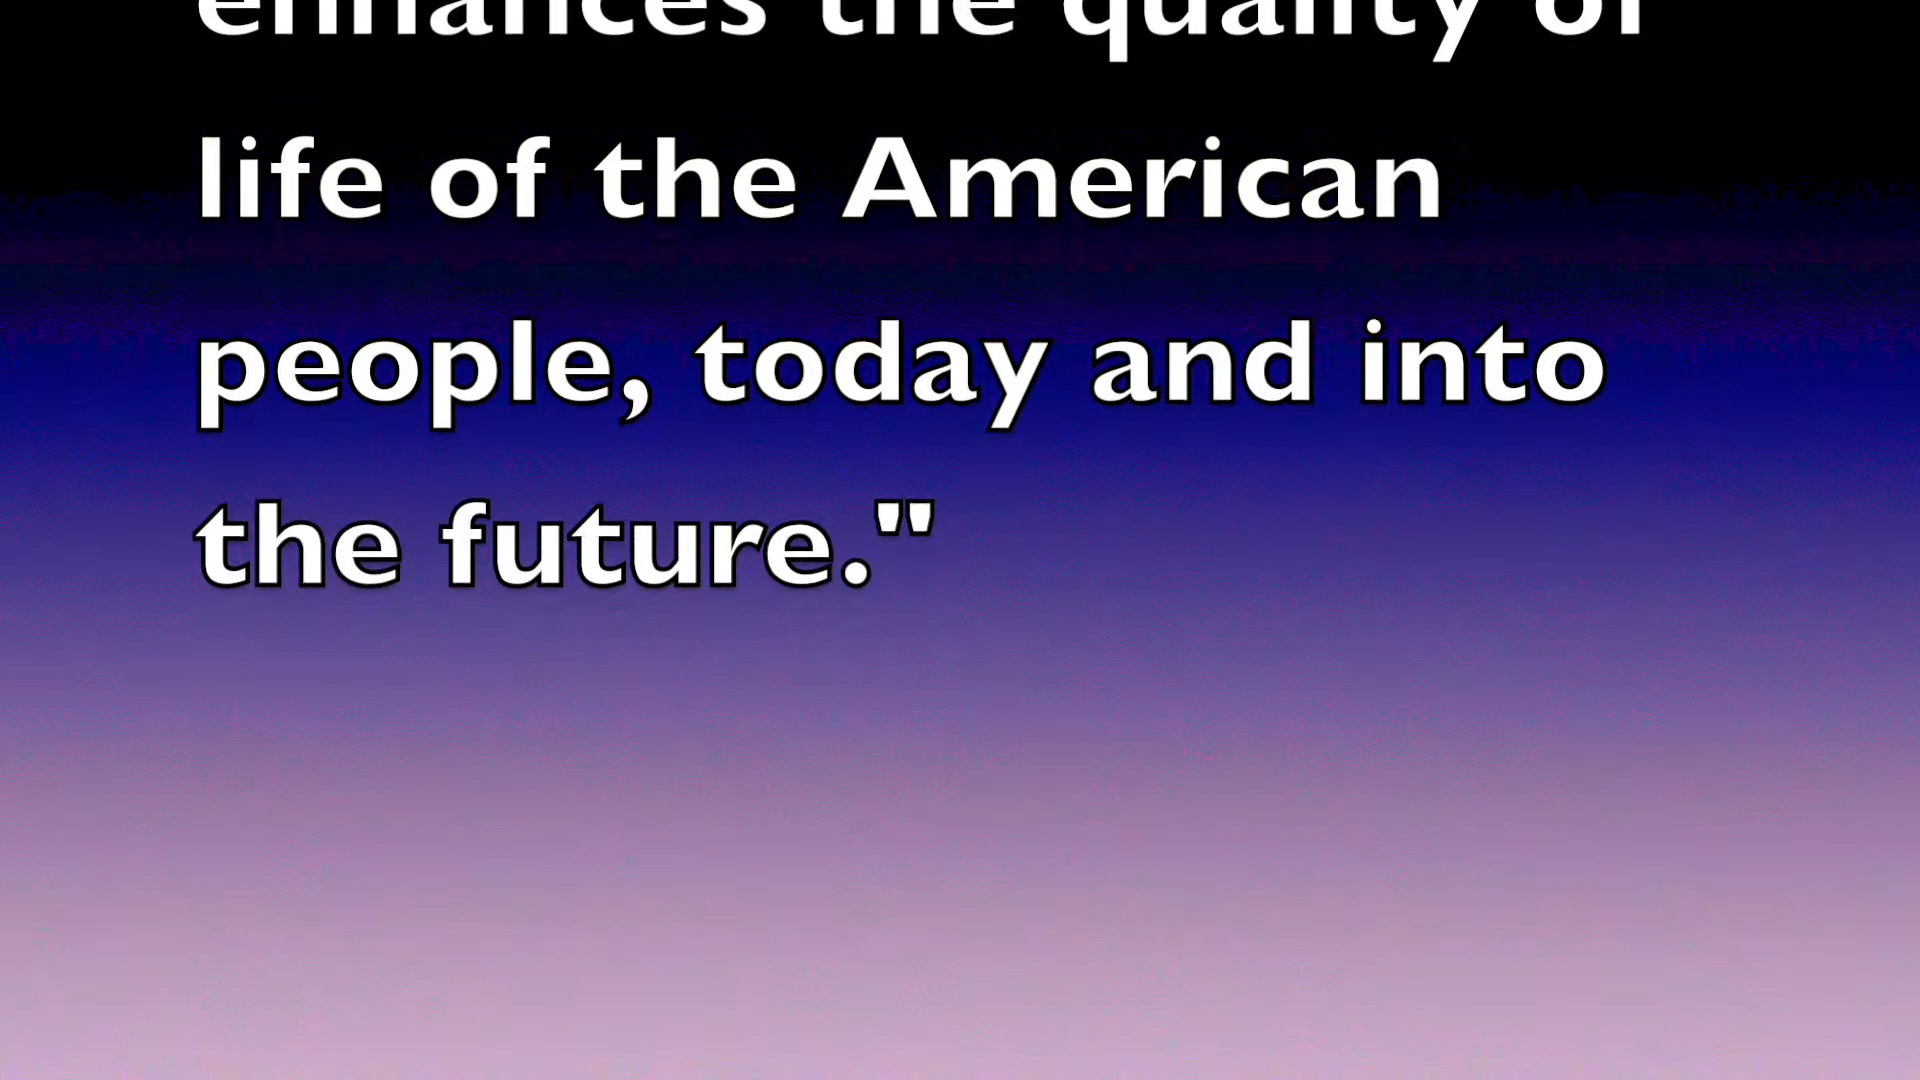 enhances the quality of
life of the American
people, today and into
the future."